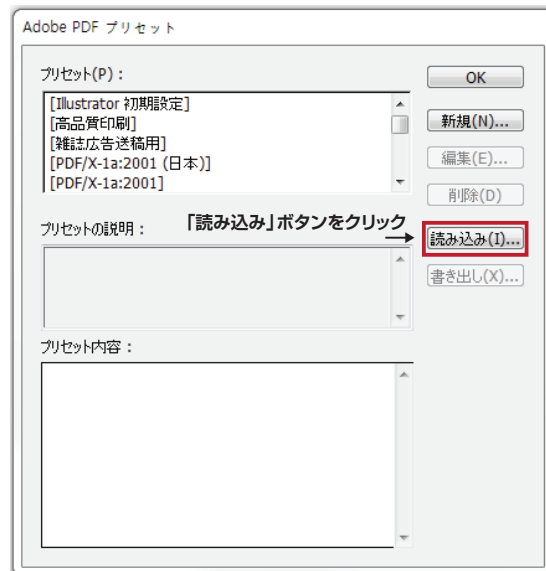 Adobe PDF プリセット
プリセット(P)：
OK
[Illustrator 初期設定]
[高品質印刷]
[雑誌広告送稿用]
[PDF/X-1a:2001 (日本)]
[PDF/X-1a:2001]
新規(N)...
編集(E)...
削除(D)
プリセットの説明：
「読み込み」ボタンをクリック
読み込み(I)...
書き出し(X)...
プリセット内容：